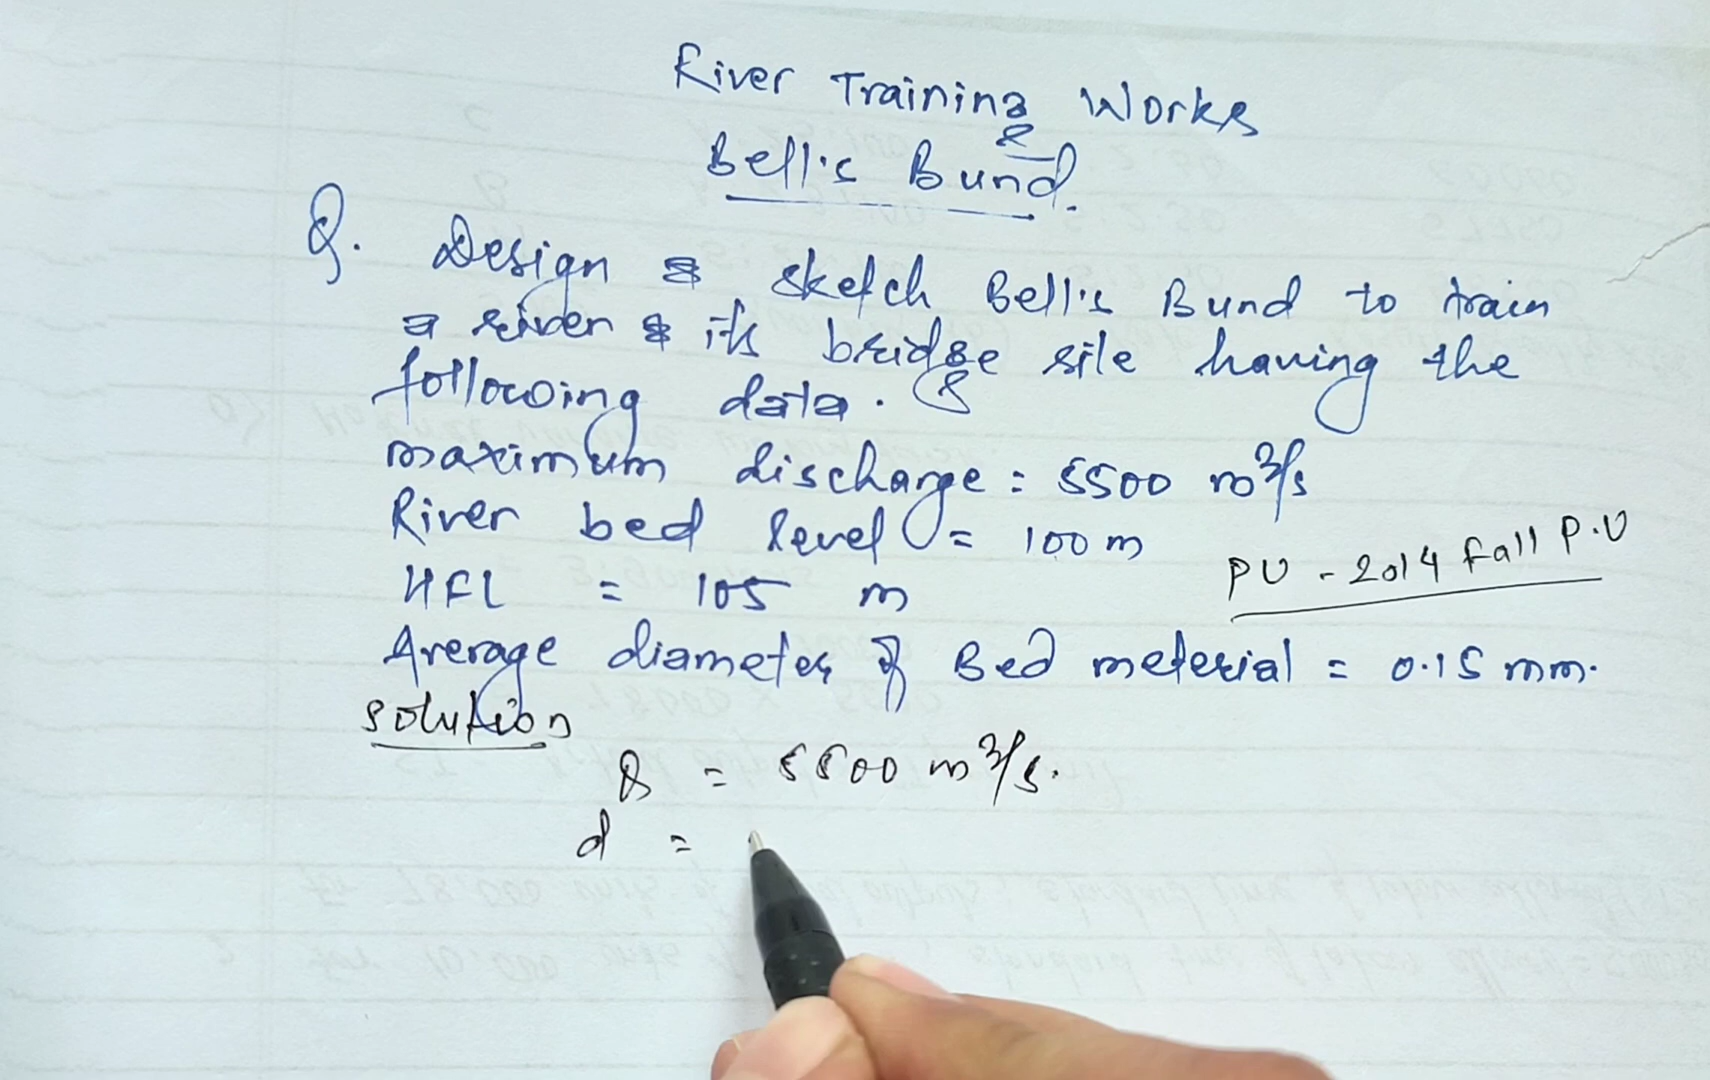 River Training Works
&
Bell's Bund.
Q. Design & sketch Bell's Bund to train
a river & its bridge site having the
following data. &
maximum discharge = 5500 m³/s
River bed level = 100 m
PU - 2014 Fall P.U
HFL = 105 m
Average diameter of Bed meterial = 0.15 mm.
Solution
Q = 5500 m³/s.
d =